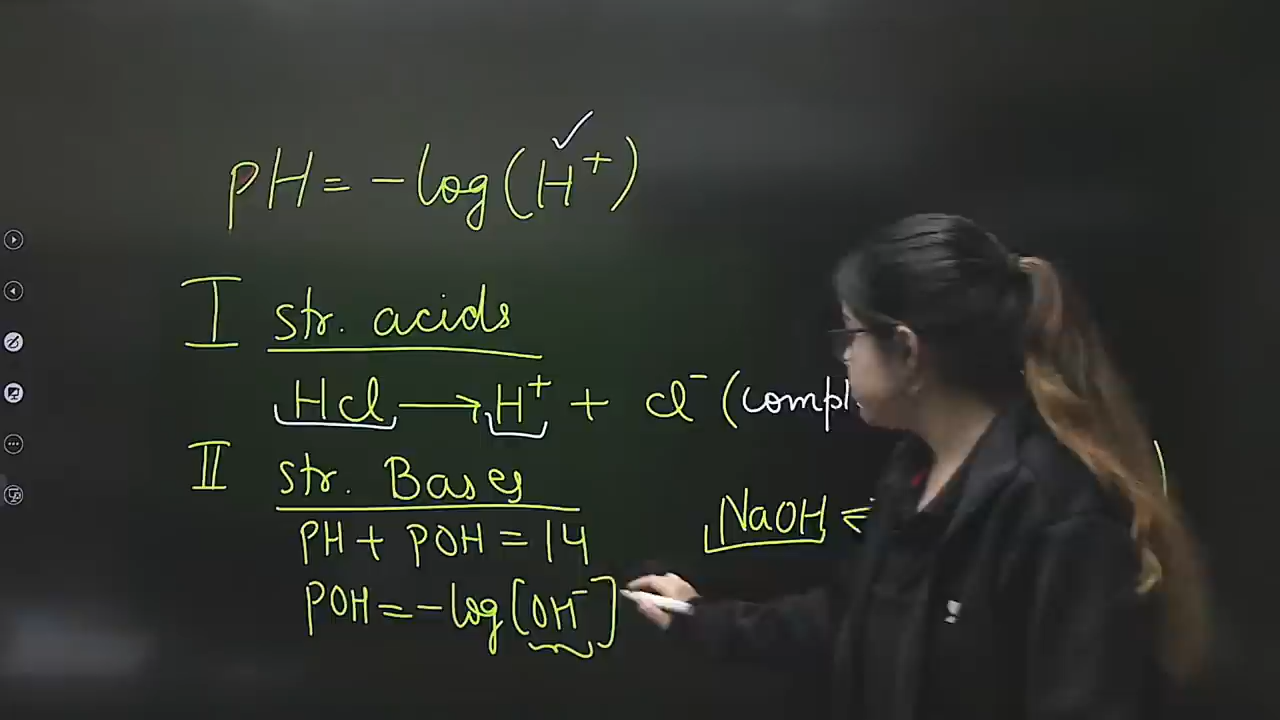 pH = -log(H⁺)
I str. acids
HCl ⟶ H⁺ + Cl⁻ (compl
II str. Bases
PH + POH = 14
NaOH ⇐
POH = -log[OH⁻]